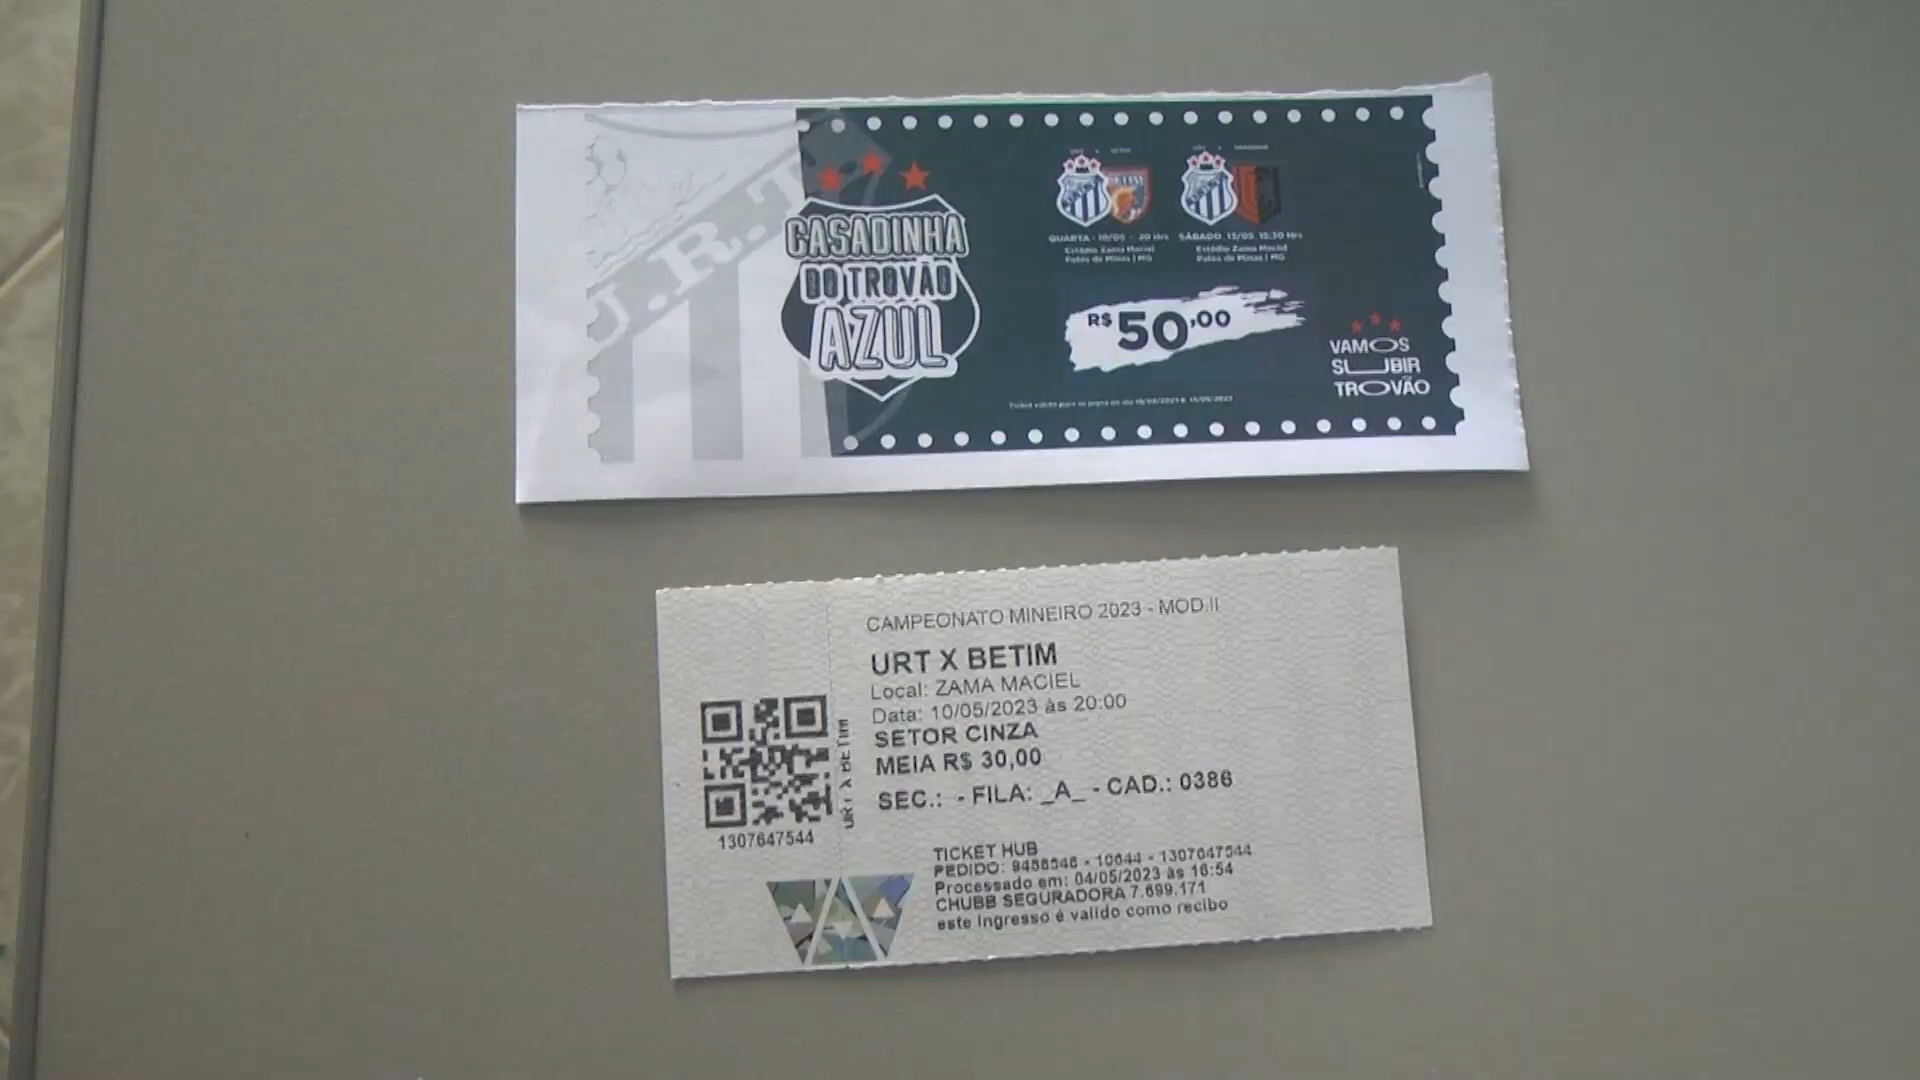 U.R.T
CASADINHA
DO TROVÃO
AZUL
QUARTA - 10/05 - 20 Hrs
Estádio Zama Maciel
Patos de Minas | MG
SÁBADO 13/05 15:30 Hrs
Estádio Zama Maciel
Patos de Minas | MG
R$ 50,00
VAMOS
SUBIR
TROVÃO
CAMPEONATO MINEIRO 2023 - MOD.II
URT X BETIM
Local: ZAMA MACIEL
Data: 10/05/2023 às 20:00
SETOR CINZA
MEIA R$ 30,00
SEC.: - FILA: _A_ - CAD.: 0386
1307647544
URT X BETIM
TICKET HUB
PEDIDO: 9488546 - 10644 - 1307647544
Processado em: 04/05/2023 às 16:54
CHUBB SEGURADORA 7.699.171
este Ingresso é valido como recibo